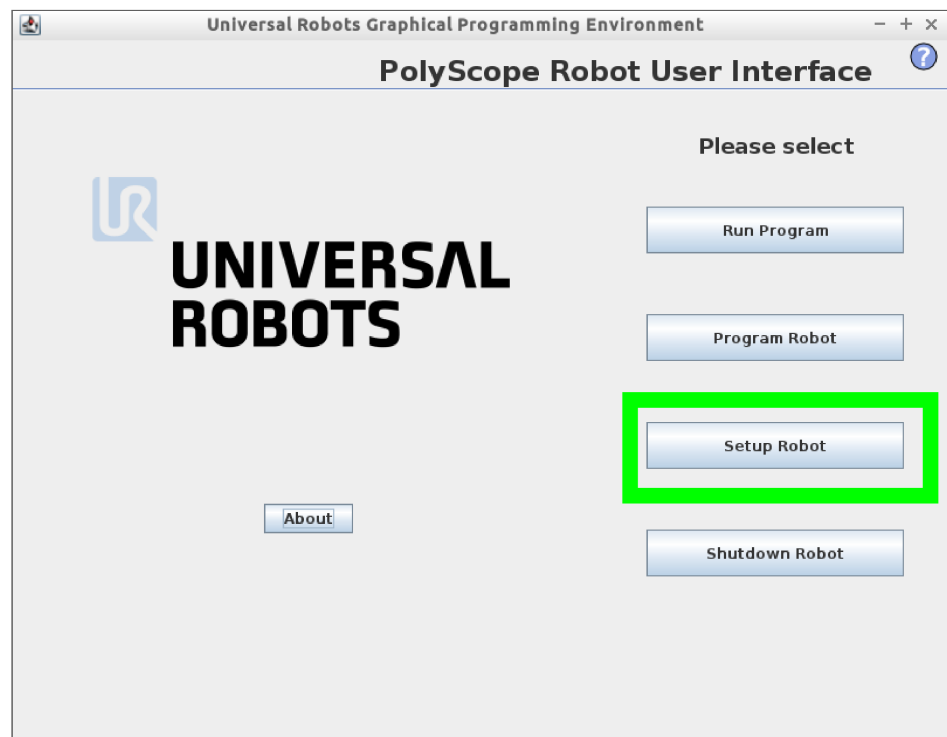 Universal Robots Graphical Programming Environment
PolyScope Robot User Interface
?
Please select
UR
UNIVERSAL
ROBOTS
Run Program
Program Robot
Setup Robot
About
Shutdown Robot